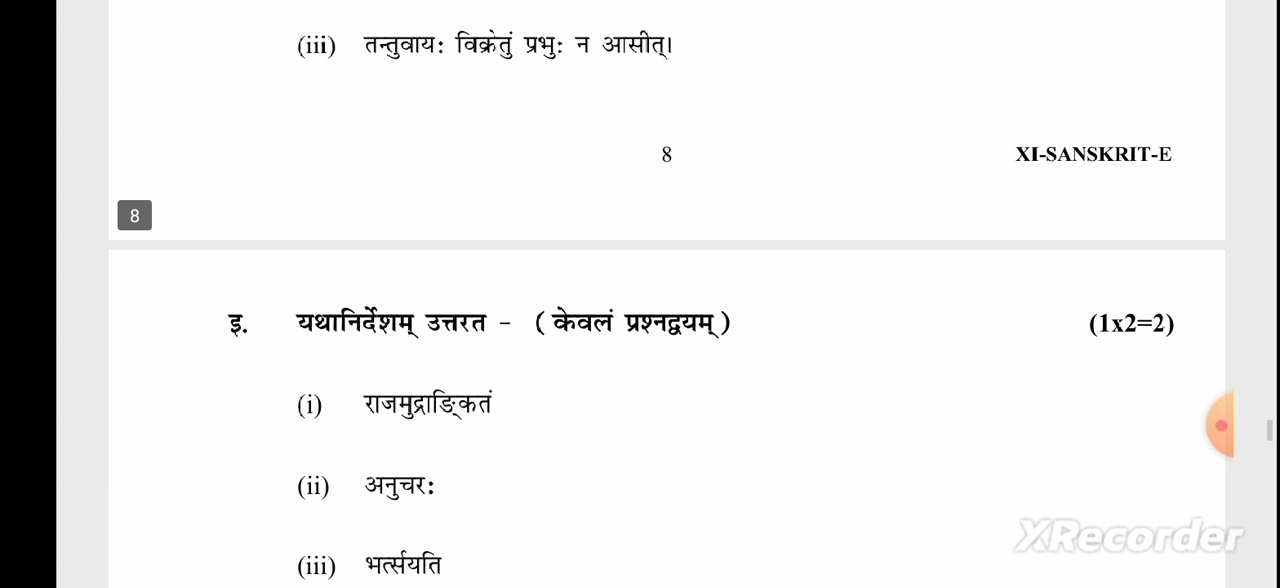 (iii) तन्तुवायः विक्रेतुं प्रभुः न आसीत्।
8 XI-SANSKRIT-E
8
इ. यथानिर्देशम् उत्तरत - (केवलं प्रश्नद्वयम्) (1x2=2)
(i) राजमुद्राङ्कितं
(ii) अनुचरः
(iii) भर्त्सयति
XRecorder